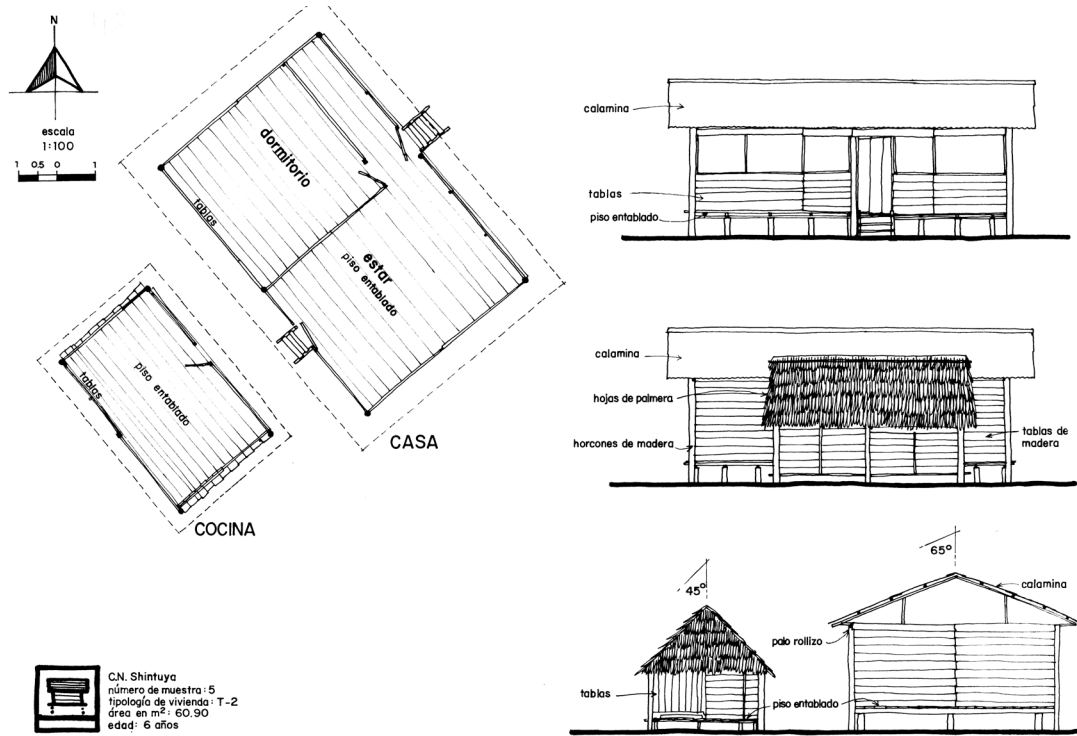 N
escala
1:100
1 0.5 0 1
dormitorio
tablas
estar
piso entablado
CASA
tablas
piso entablado
COCINA
calamina
tablas
piso entablado
calamina
hojas de palmera
horcones de madera
tablas de
madera
45°
65°
calamina
palo rollizo
tablas
piso entablado
C.N. Shintuya
número de muestra: 5
tipología de vivienda: T-2
área en m²: 60.90
edad: 6 años